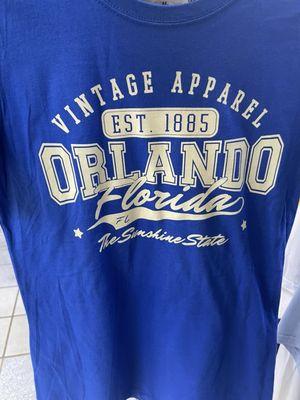 VINTAGE APPAREL
EST. 1885
ORLANDO
Florida
FL
The Sunshine State